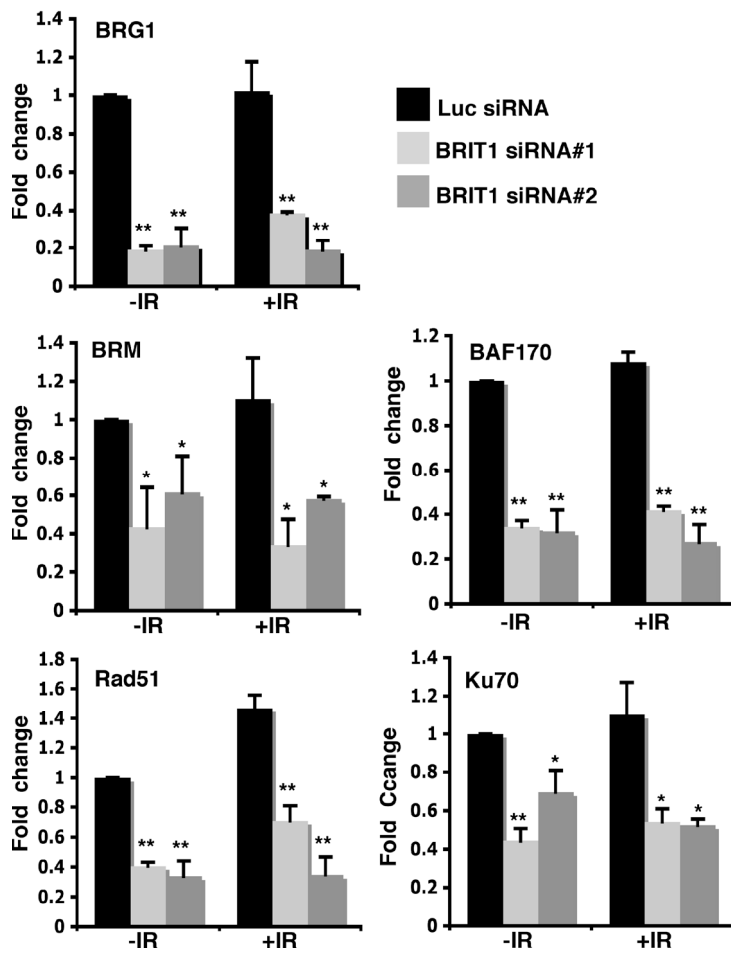 BRG1
Fold change
1.4
1.2
1
0.8
0.6
0.4
0.2
0
** ** ** **
-IR +IR
Luc siRNA
BRIT1 siRNA#1
BRIT1 siRNA#2
BRM
Fold change
1.4
1.2
1
0.8
0.6
0.4
0.2
0
* * * *
-IR +IR
BAF170
Fold change
1.2
1
0.8
0.6
0.4
0.2
0
** ** ** **
-IR +IR
Rad51
Fold change
1.8
1.6
1.4
1.2
1
0.8
0.6
0.4
0.2
0
** ** ** **
-IR +IR
Ku70
Fold Ccange
1.4
1.2
1
0.8
0.6
0.4
0.2
0
** * * *
-IR +IR